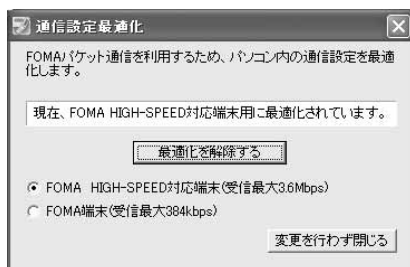 通信設定最適化
FOMAパケット通信を利用するため、パソコン内の通信設定を最適
化します。
現在、FOMA HIGH-SPEED対応端末用に最適化されています。
最適化を解除する
FOMA HIGH-SPEED対応端末(受信最大3.6Mbps)
FOMA端末(受信最大384kbps)
変更を行わず閉じる